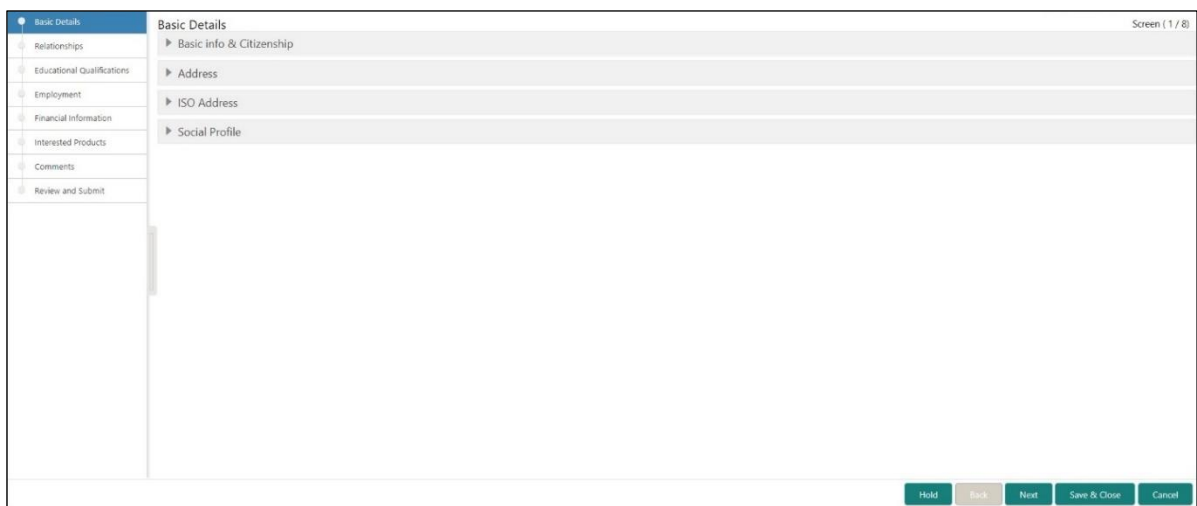 Basic Details
Relationships
Educational Qualifications
Employment
Financial Information
Interested Products
Comments
Review and Submit
Basic Details
Screen ( 1 / 8)
Basic info & Citizenship
Address
ISO Address
Social Profile
Hold
Back
Next
Save & Close
Cancel